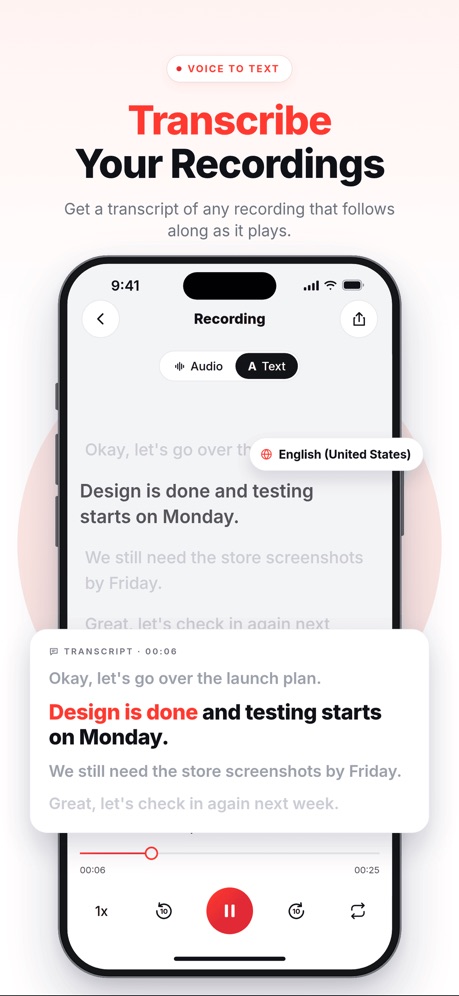 VOICE TO TEXT
Transcribe
Your Recordings
Get a transcript of any recording that follows
along as it plays.
9:41
Recording
Audio
A Text
Okay, let's go over th
English (United States)
Design is done and testing
starts on Monday.
We still need the store screenshots
by Friday.
Great, let's check in again next
TRANSCRIPT · 00:06
Okay, let's go over the launch plan.
Design is done and testing starts
on Monday.
We still need the store screenshots by Friday.
Great, let's check in again next week.
00:06
00:25
1x
10
10